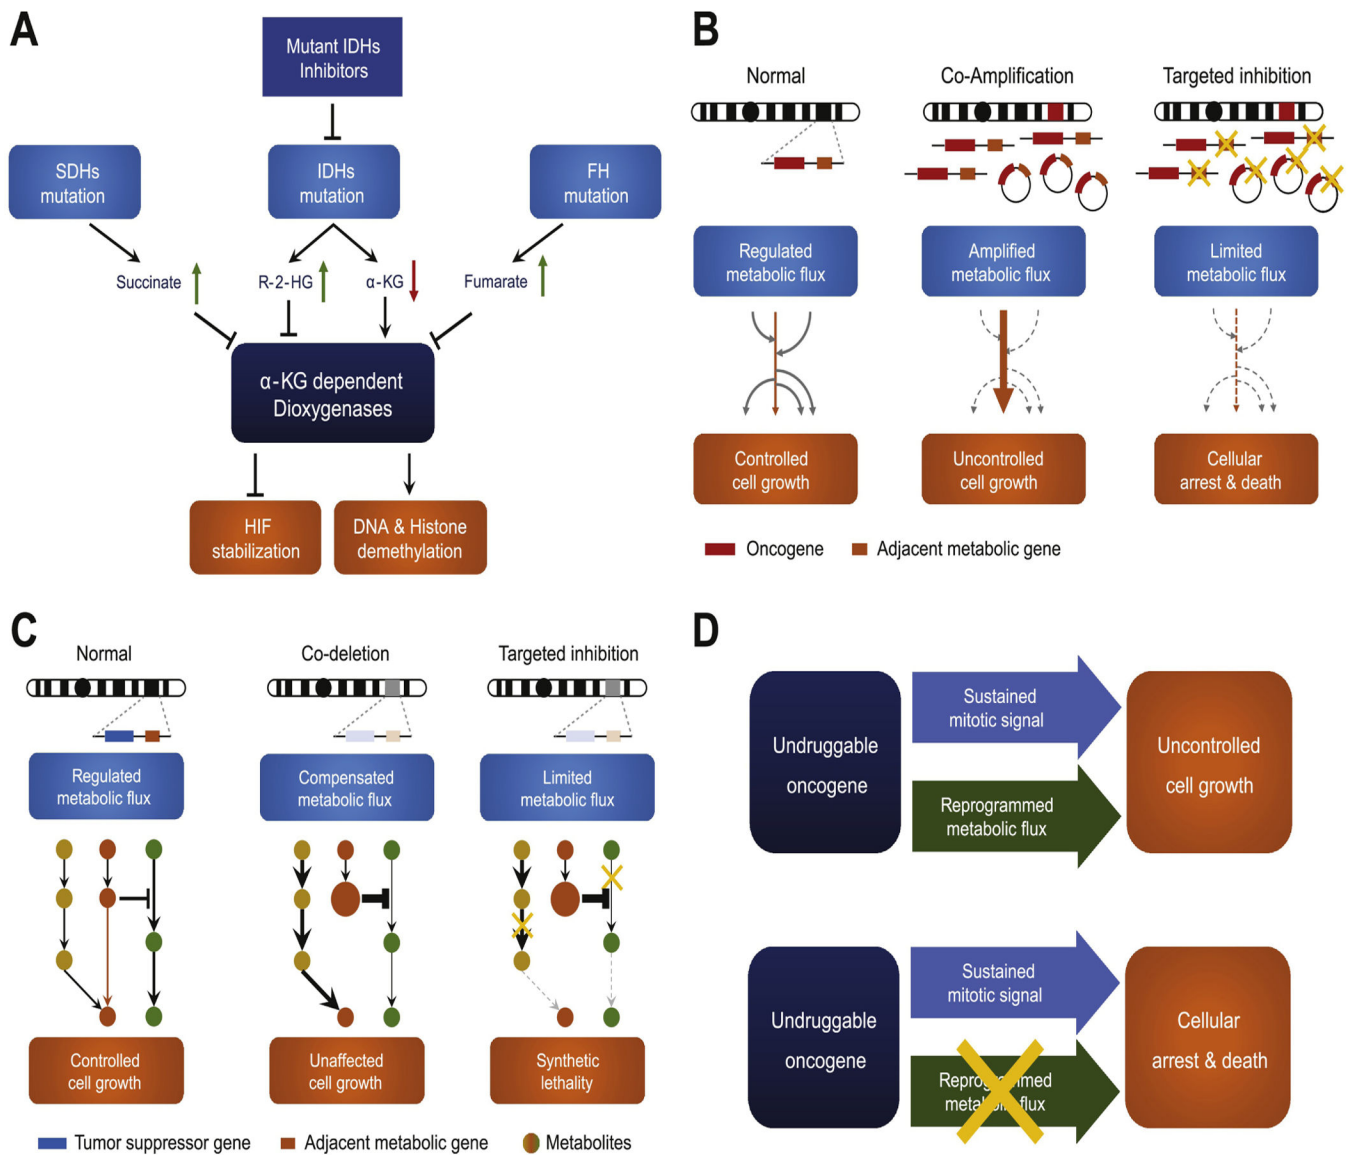 A
Mutant IDHs
Inhibitors
SDHs
mutation
IDHs
mutation
FH
mutation
Succinate
R-2-HG
α-KG
Fumarate
α-KG dependent
Dioxygenases
HIF
stabilization
DNA & Histone
demethylation
B
Normal
Co-Amplification
Targeted inhibition
Regulated
metabolic flux
Amplified
metabolic flux
Limited
metabolic flux
Controlled
cell growth
Uncontrolled
cell growth
Cellular
arrest & death
Oncogene
Adjacent metabolic gene
C
Normal
Co-deletion
Targeted inhibition
Regulated
metabolic flux
Compensated
metabolic flux
Limited
metabolic flux
Controlled
cell growth
Unaffected
cell growth
Synthetic
lethality
Tumor suppressor gene
Adjacent metabolic gene
Metabolites
D
Undruggable
oncogene
Sustained
mitotic signal
Reprogrammed
metabolic flux
Uncontrolled
cell growth
Undruggable
oncogene
Sustained
mitotic signal
Reprogrammed
metabolic flux
Cellular
arrest & death